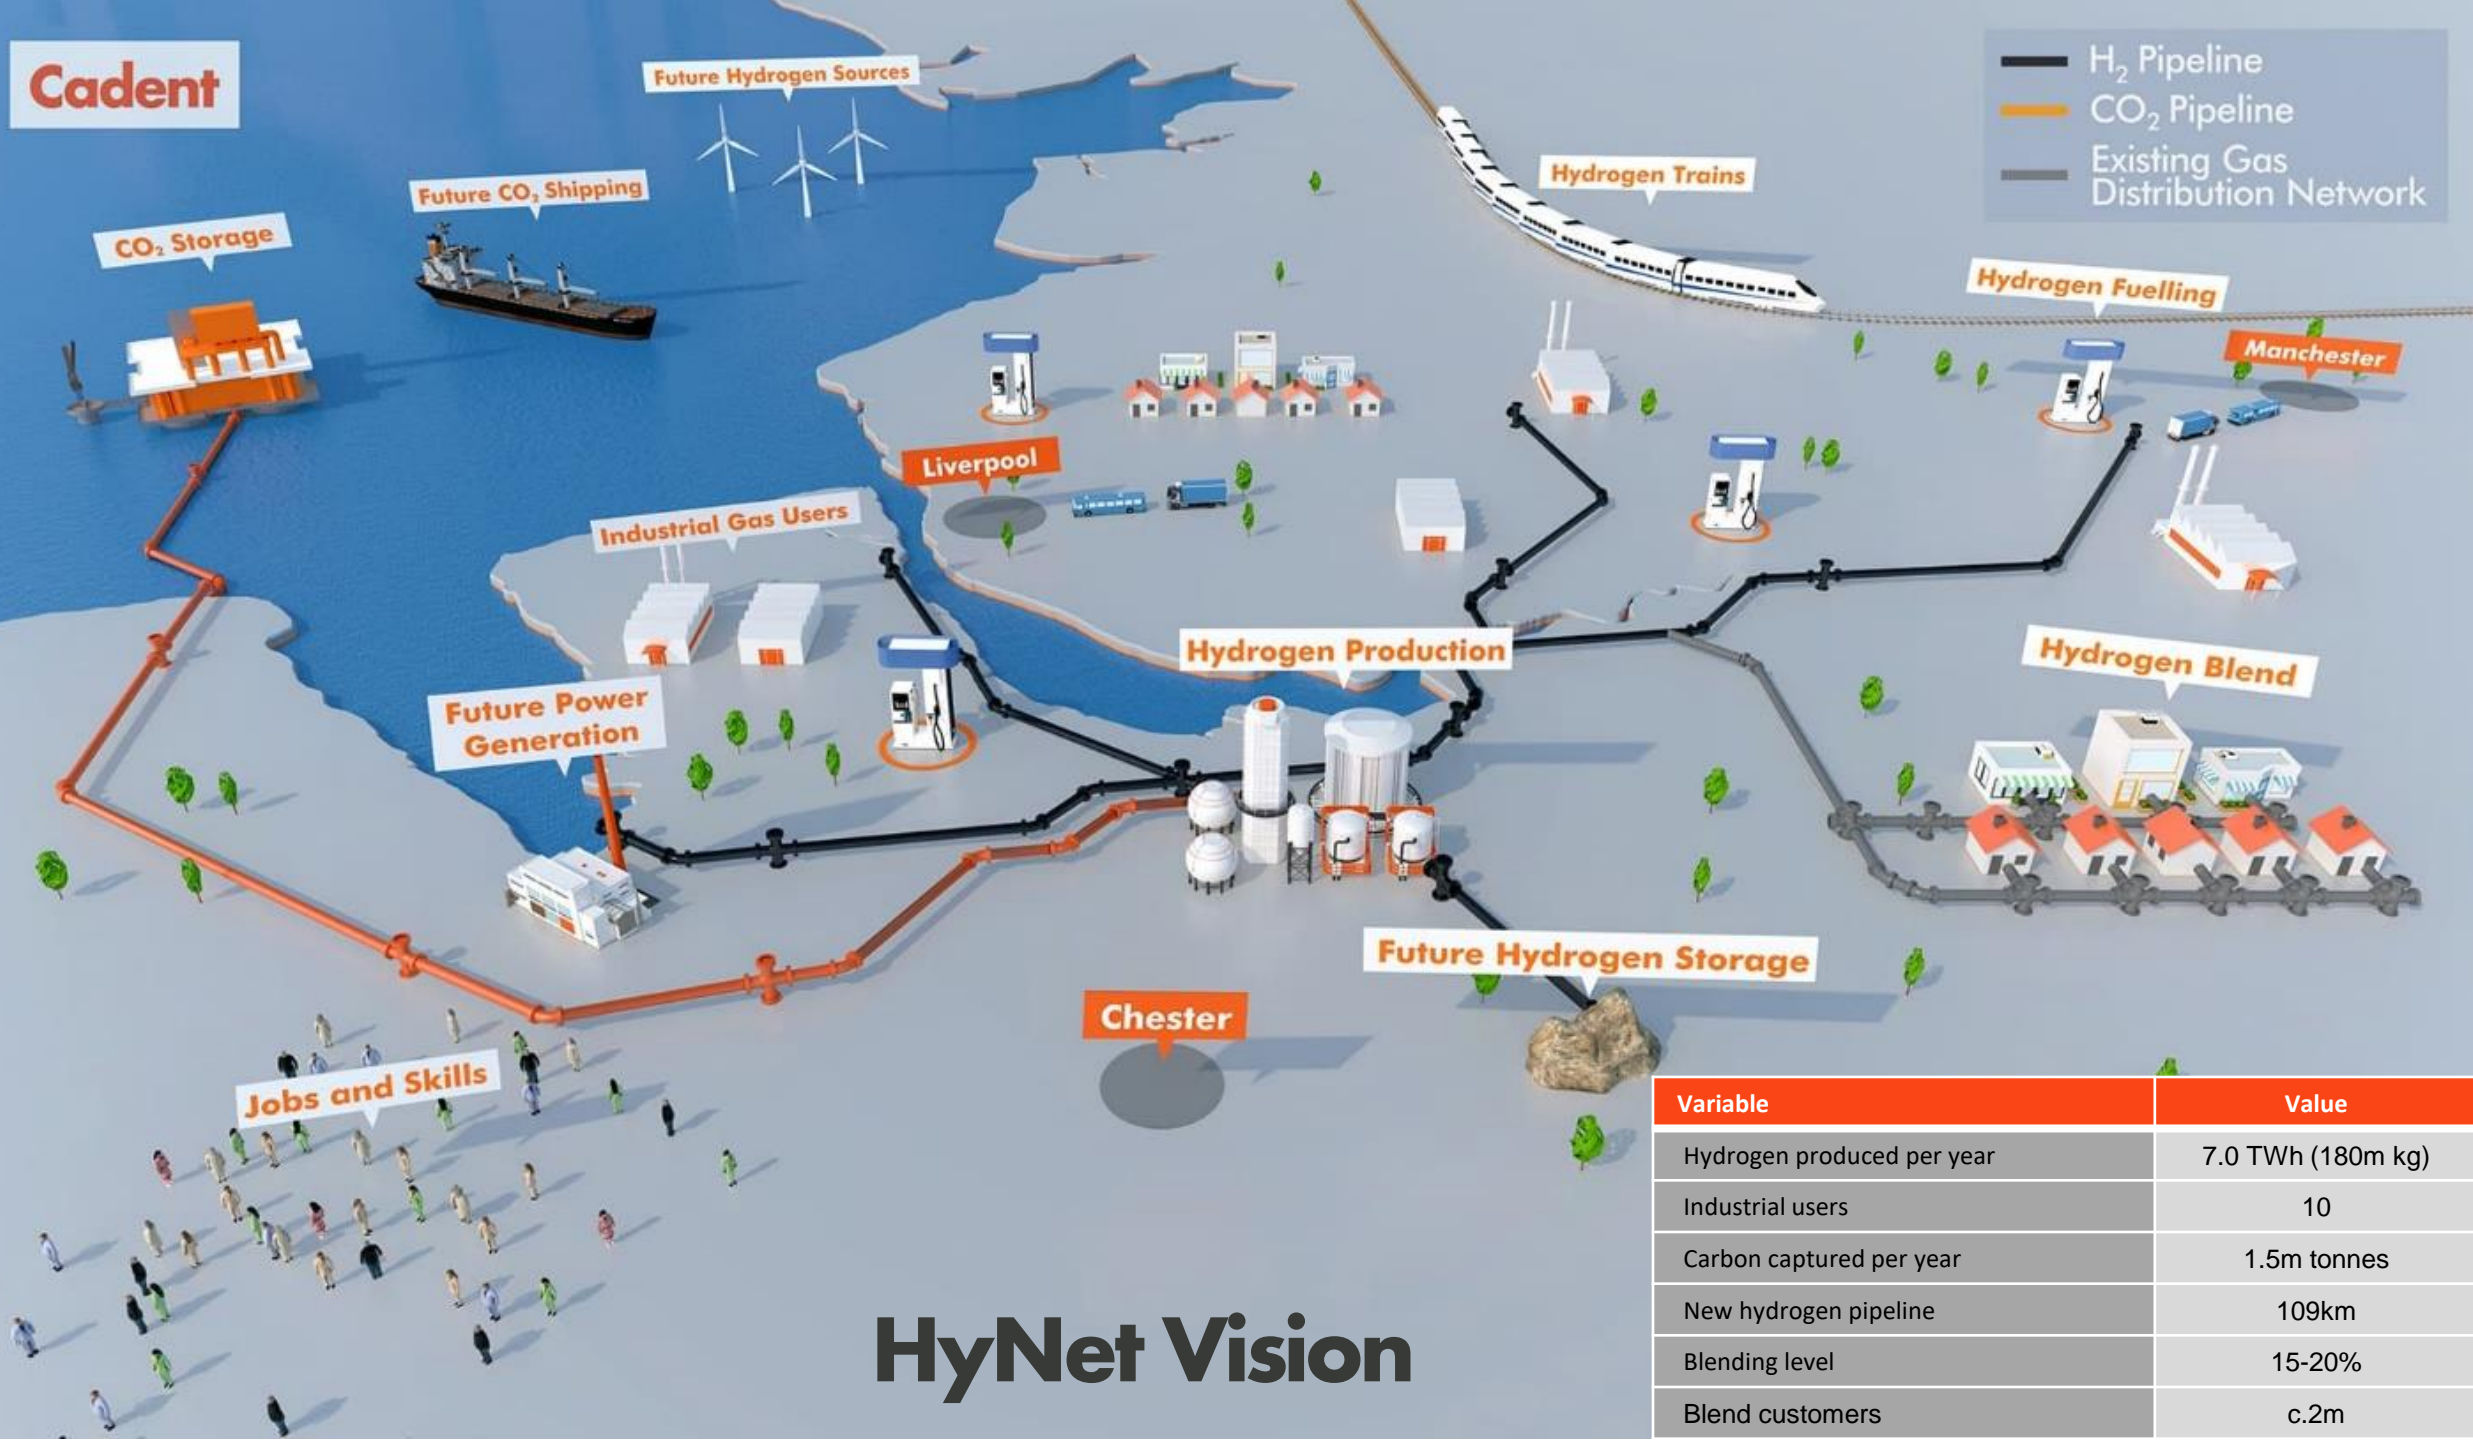 Cadent
Future Hydrogen Sources
H₂ Pipeline
CO₂ Pipeline
Existing Gas
Distribution Network
Hydrogen Trains
Future CO₂ Shipping
CO₂ Storage
Hydrogen Fuelling
Manchester
Liverpool
Industrial Gas Users
Hydrogen Production
Hydrogen Blend
Future Power
Generation
Future Hydrogen Storage
Chester
Jobs and Skills
HyNet Vision
Variable Value
Hydrogen produced per year 7.0 TWh (180m kg)
Industrial users 10
Carbon captured per year 1.5m tonnes
New hydrogen pipeline 109km
Blending level 15-20%
Blend customers c.2m